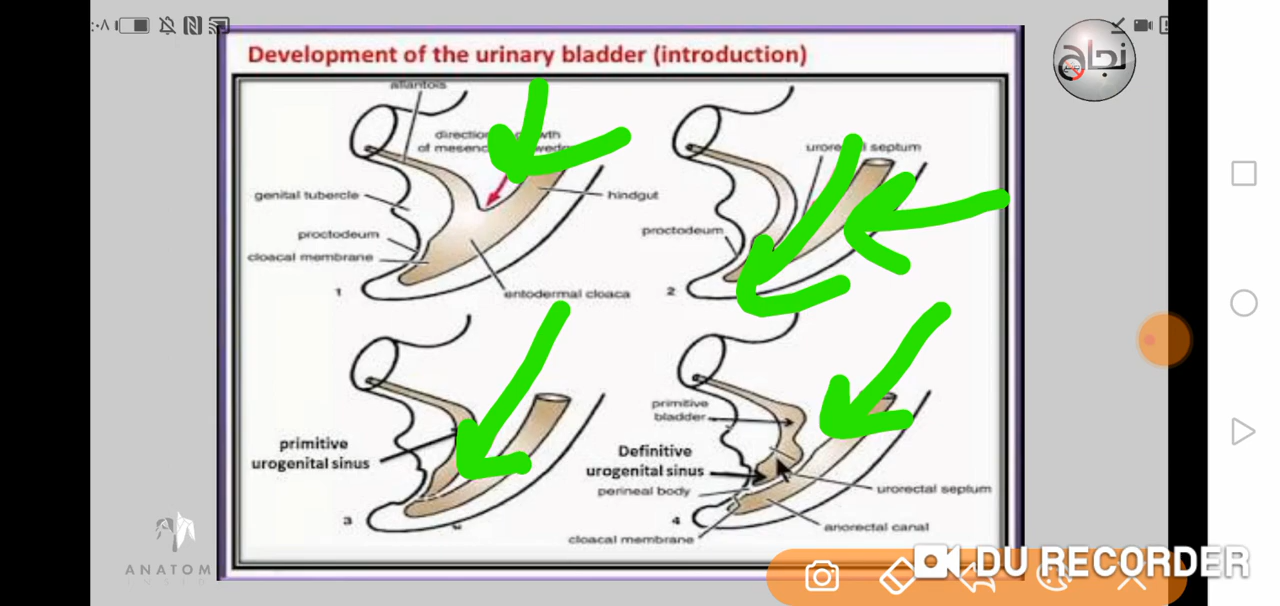 Development of the urinary bladder (introduction)
allantois
genital tubercle
hindgut
proctodeum
cloacal membrane
entodermal cloaca
1
septum
proctodeum
2
primitive
urogenital sinus
3
primitive
bladder
Definitive
urogenital sinus
perineal body
urorectal septum
anorectal canal
cloacal membrane
4
ANATOM
DU RECORDER